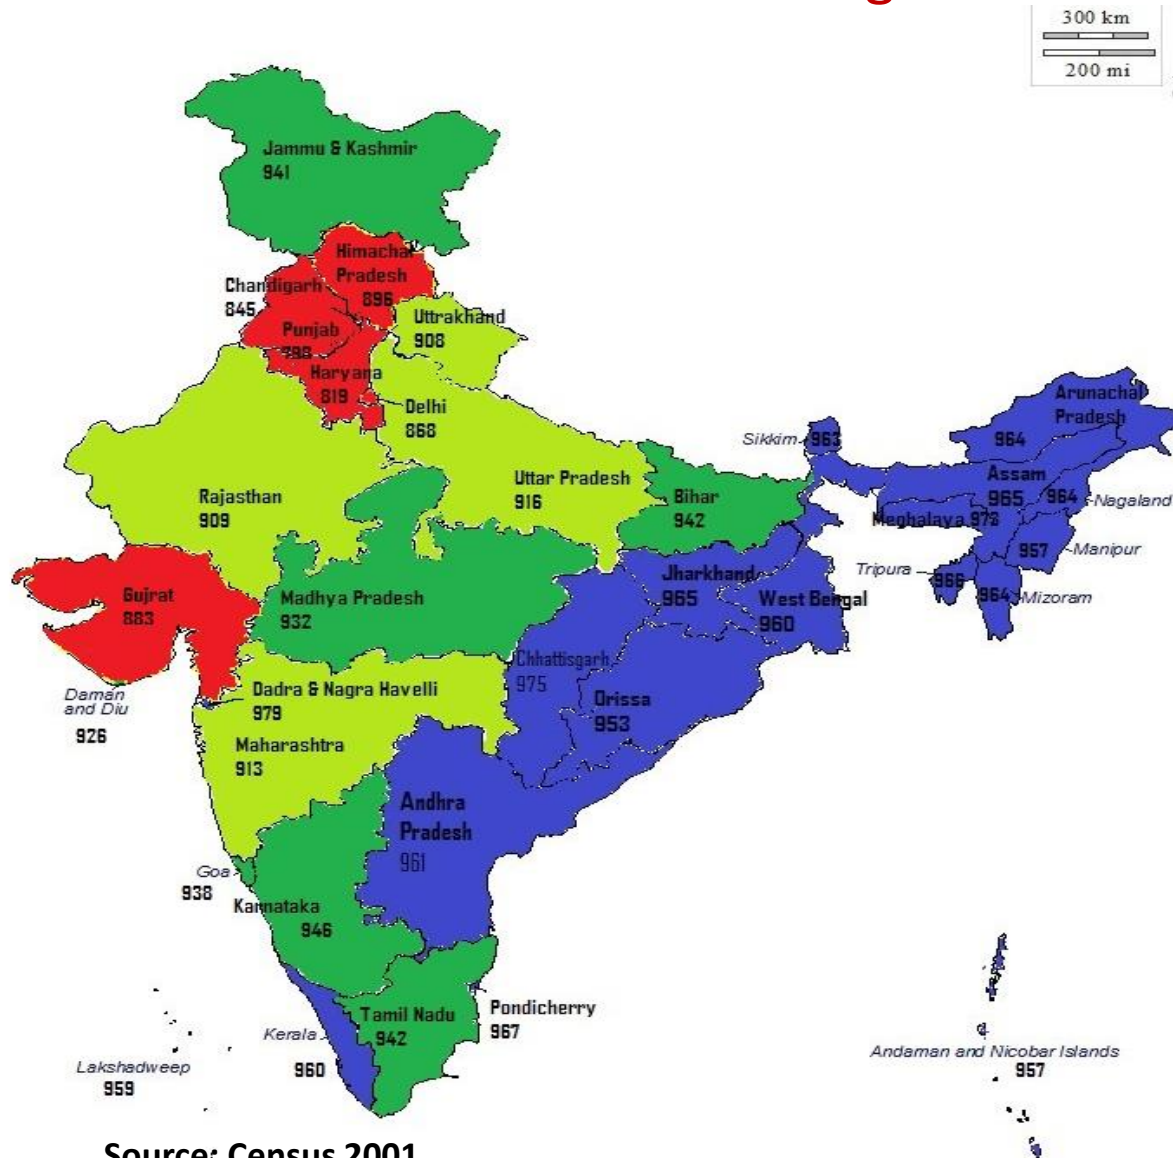 300 km
200 mi
Jammu & Kashmir
941
Himachal
Pradesh
896
Chandigarh
845
Punjab
Uttrakhand
908
Haryana
819
Delhi
868
Arunachal
Pradesh
964
Sikkim
963
Assam
965
964
Nagaland
Meghalaya 973
Manipur
957
Tripura
966
964
Mizoram
Rajasthan
909
Uttar Pradesh
916
Bihar
942
Gujrat
883
Madhya Pradesh
932
Jharkhand
965
West Bengal
960
Chhattisgarh
975
Orissa
953
Daman
and Diu
926
Dadra & Nagra Havelli
979
Maharashtra
913
Andhra
Pradesh
961
Goa
938
Karnataka
946
Pondicherry
967
Tamil Nadu
942
Kerala
960
Lakshadweep
959
Andaman and Nicobar Islands
957
Source: Census 2001